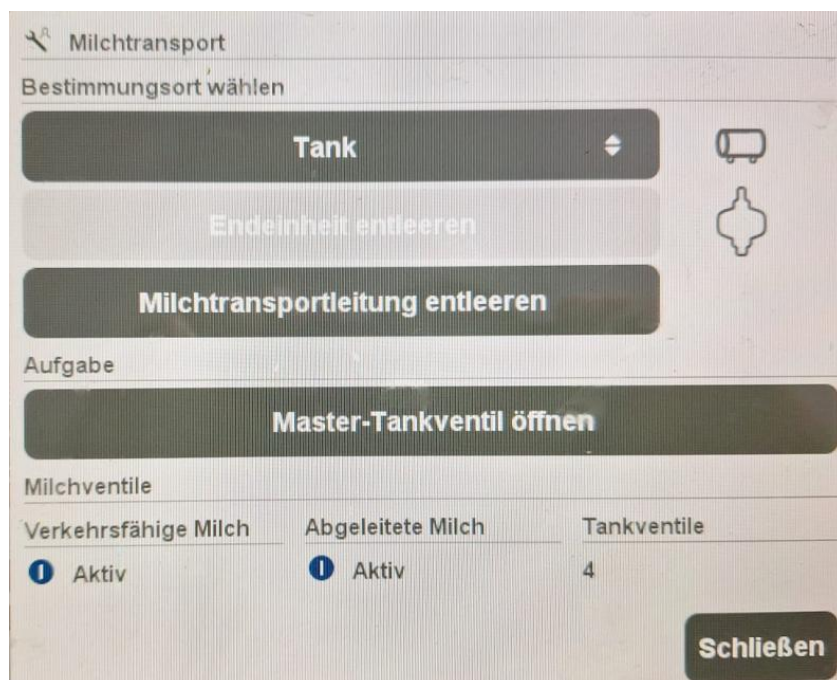 Milchtransport
Bestimmungsort wählen
Tank
Endeinheit entleeren
Milchtransportleitung entleeren
Aufgabe
Master-Tankventil öffnen
Milchventile
Verkehrsfähige Milch Abgeleitete Milch Tankventile
Aktiv Aktiv 4
Schließen